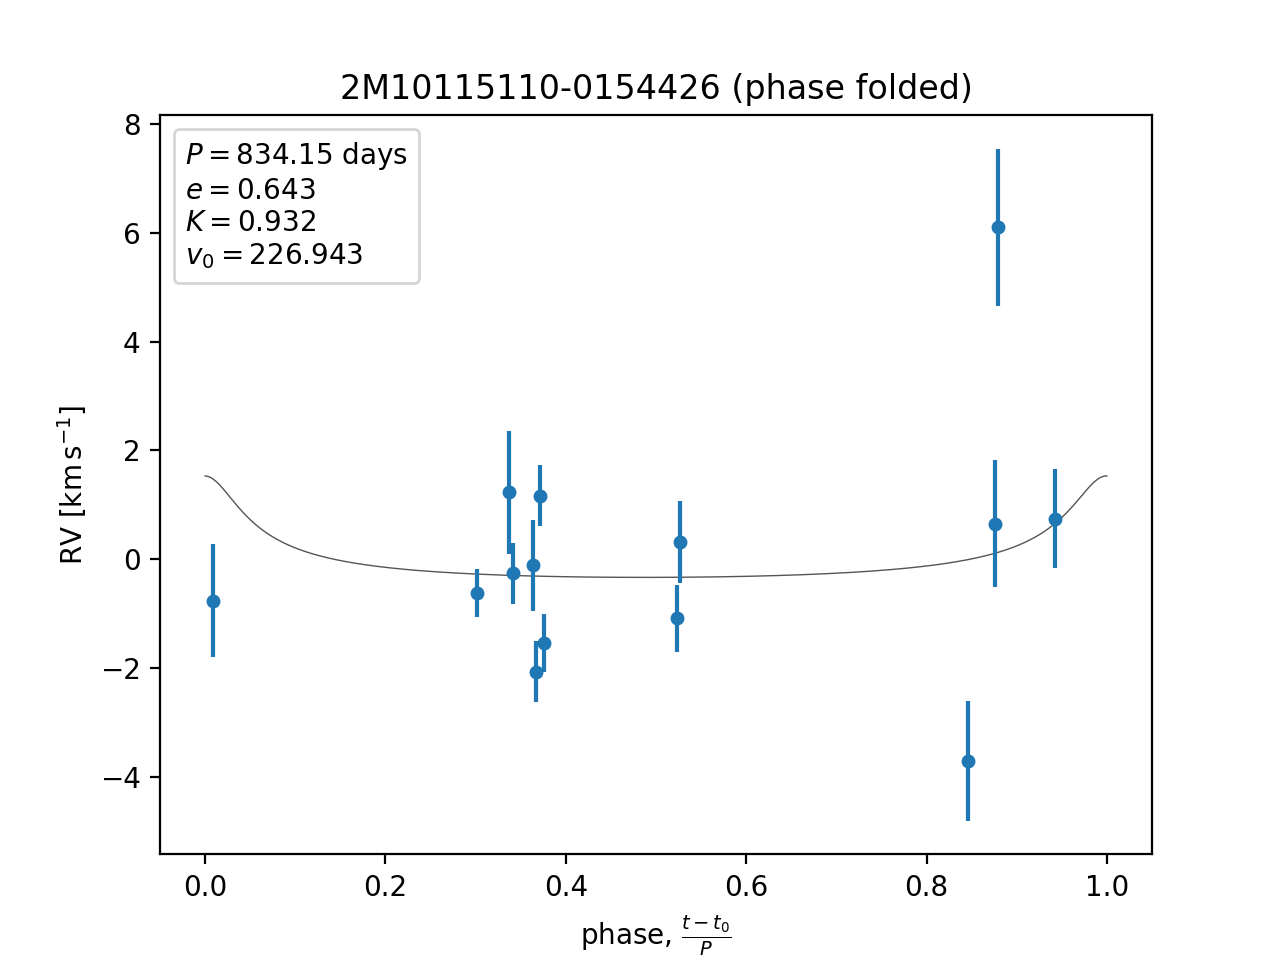 2M10115110-0154426 (phase folded)
P = 834.15 days
e = 0.643
K = 0.932
v₀ = 226.943
8
6
4
2
0
−2
−4
RV [km s⁻¹]
0.0 0.2 0.4 0.6 0.8 1.0
phase, (t − t₀)/P